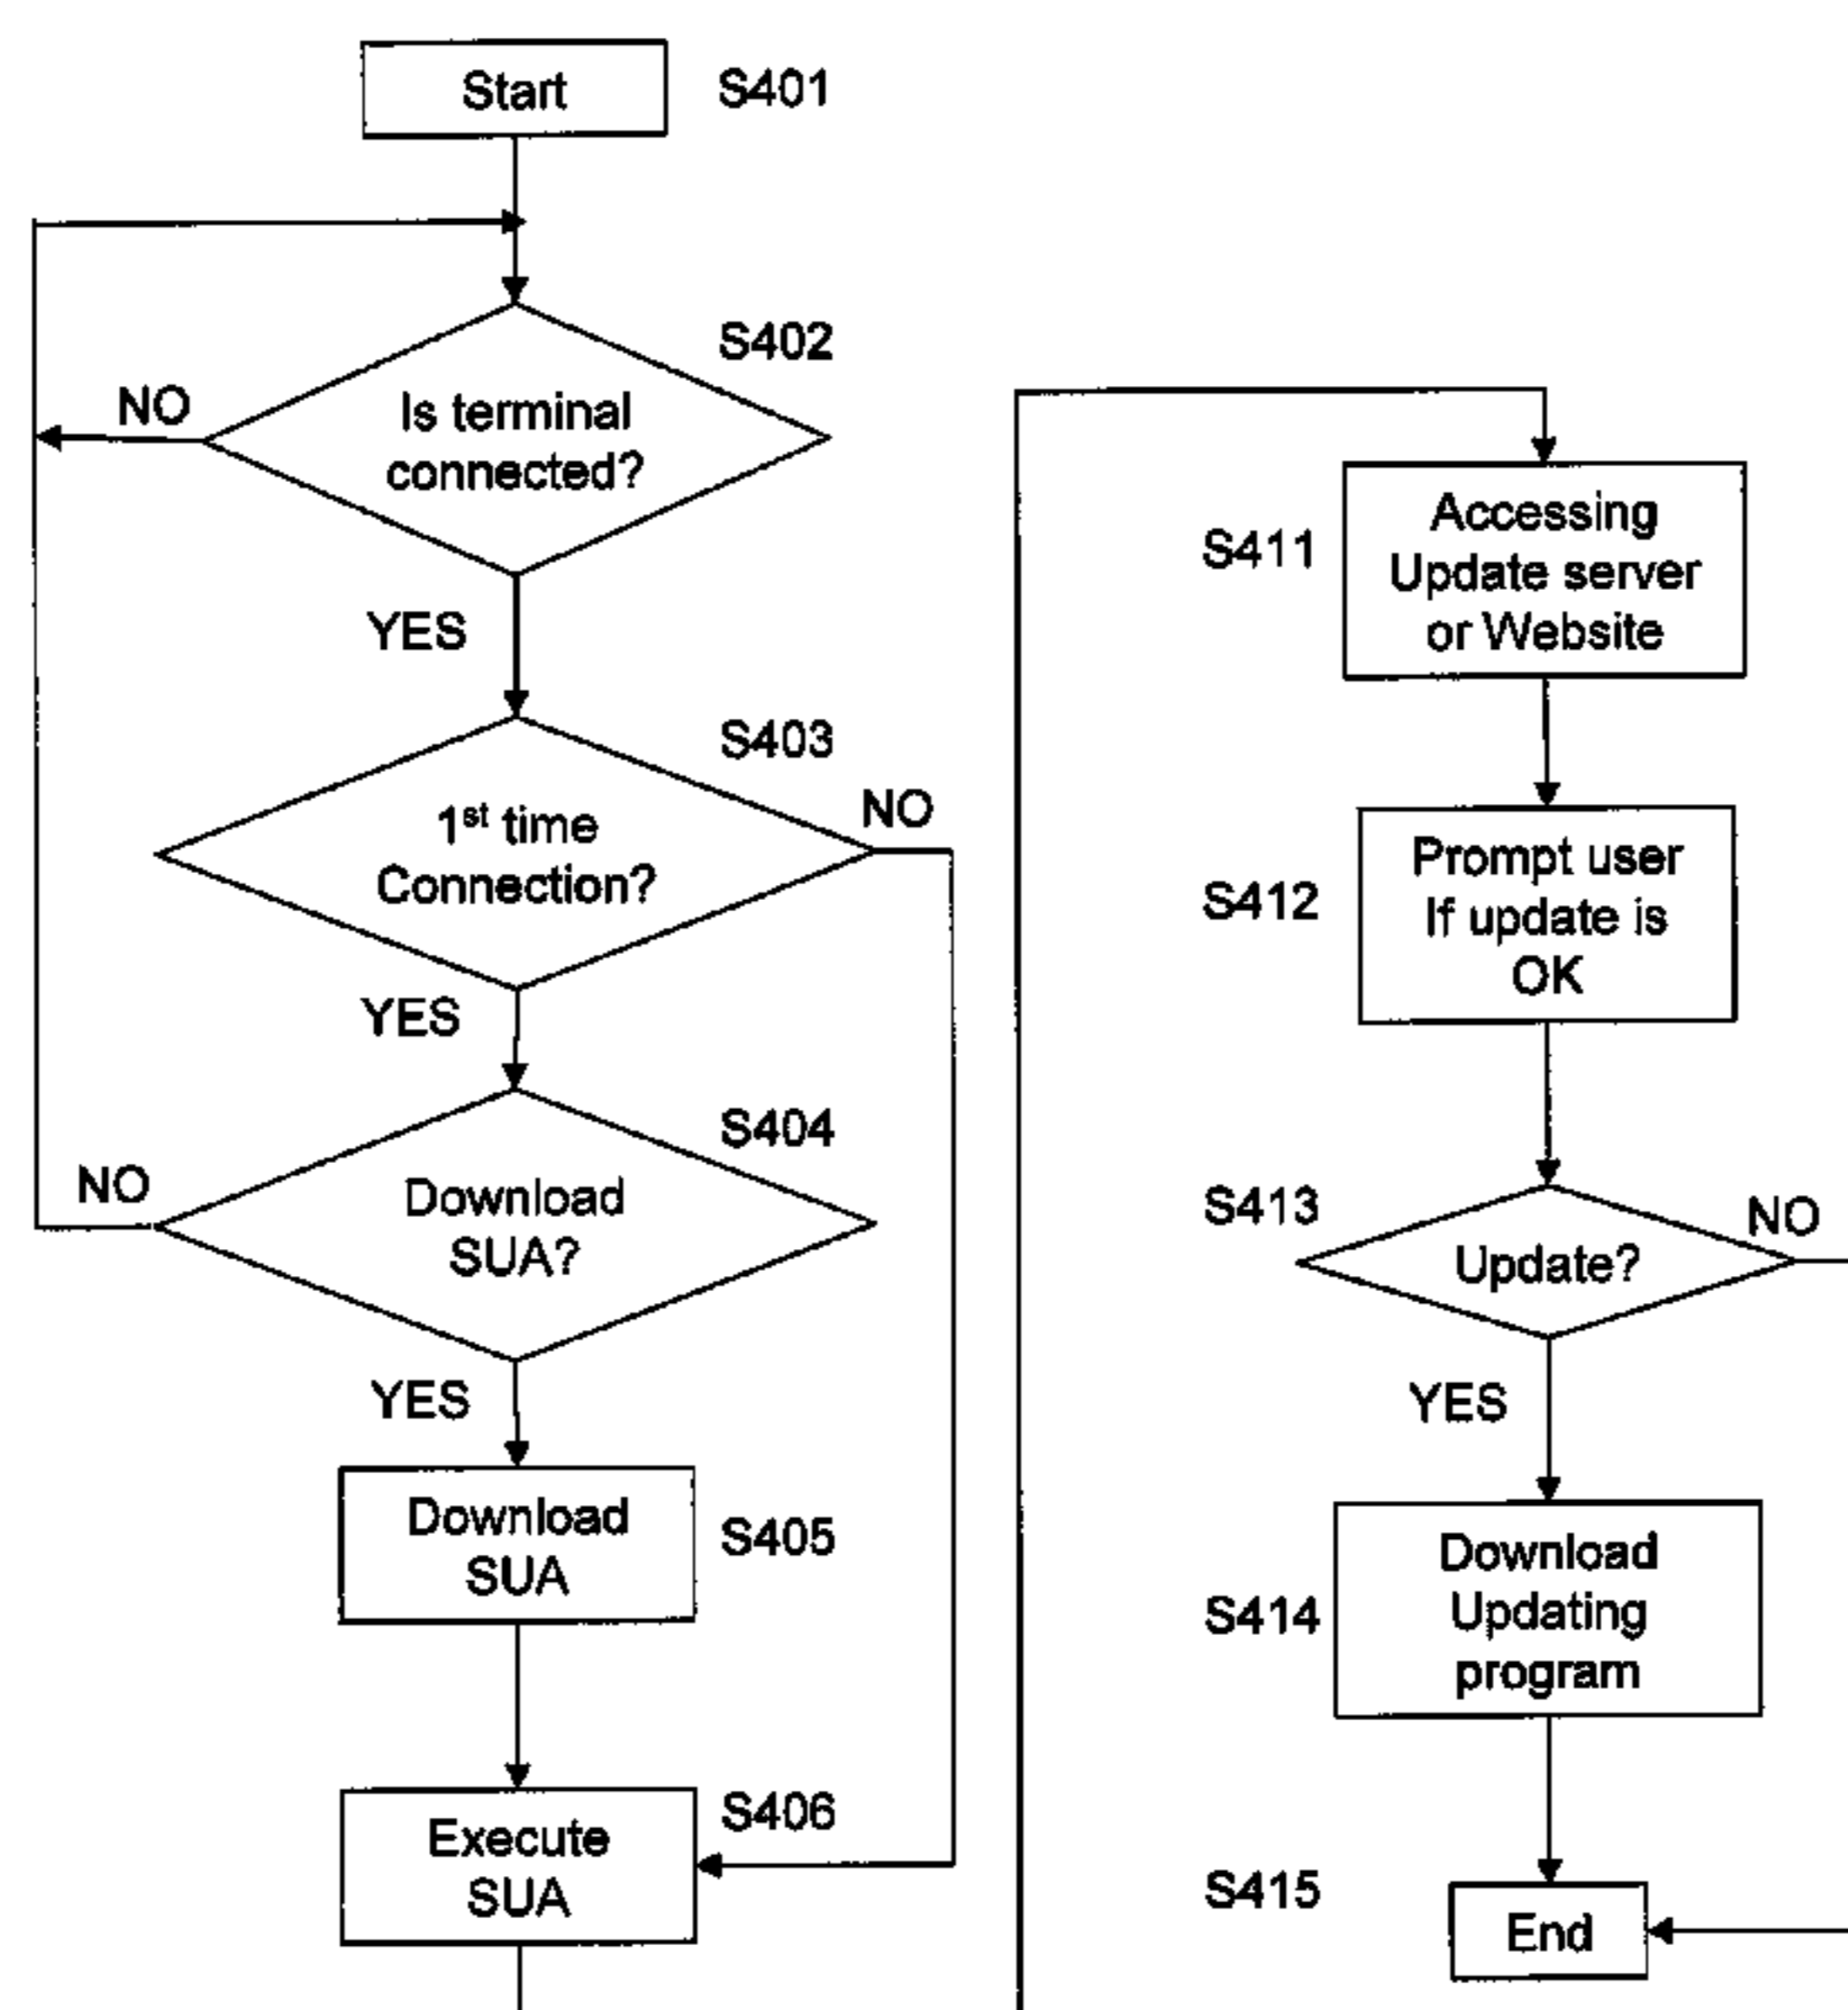 Start
S401
S402
NO
Is terminal
connected?
YES
S403
NO
1st time
Connection?
YES
S404
NO
Download
SUA?
YES
Download
SUA
S405
S406
Execute
SUA
S411
Accessing
Update server
or Website
S412
Prompt user
If update is
OK
S413
NO
Update?
YES
S414
Download
Updating
program
S415
End